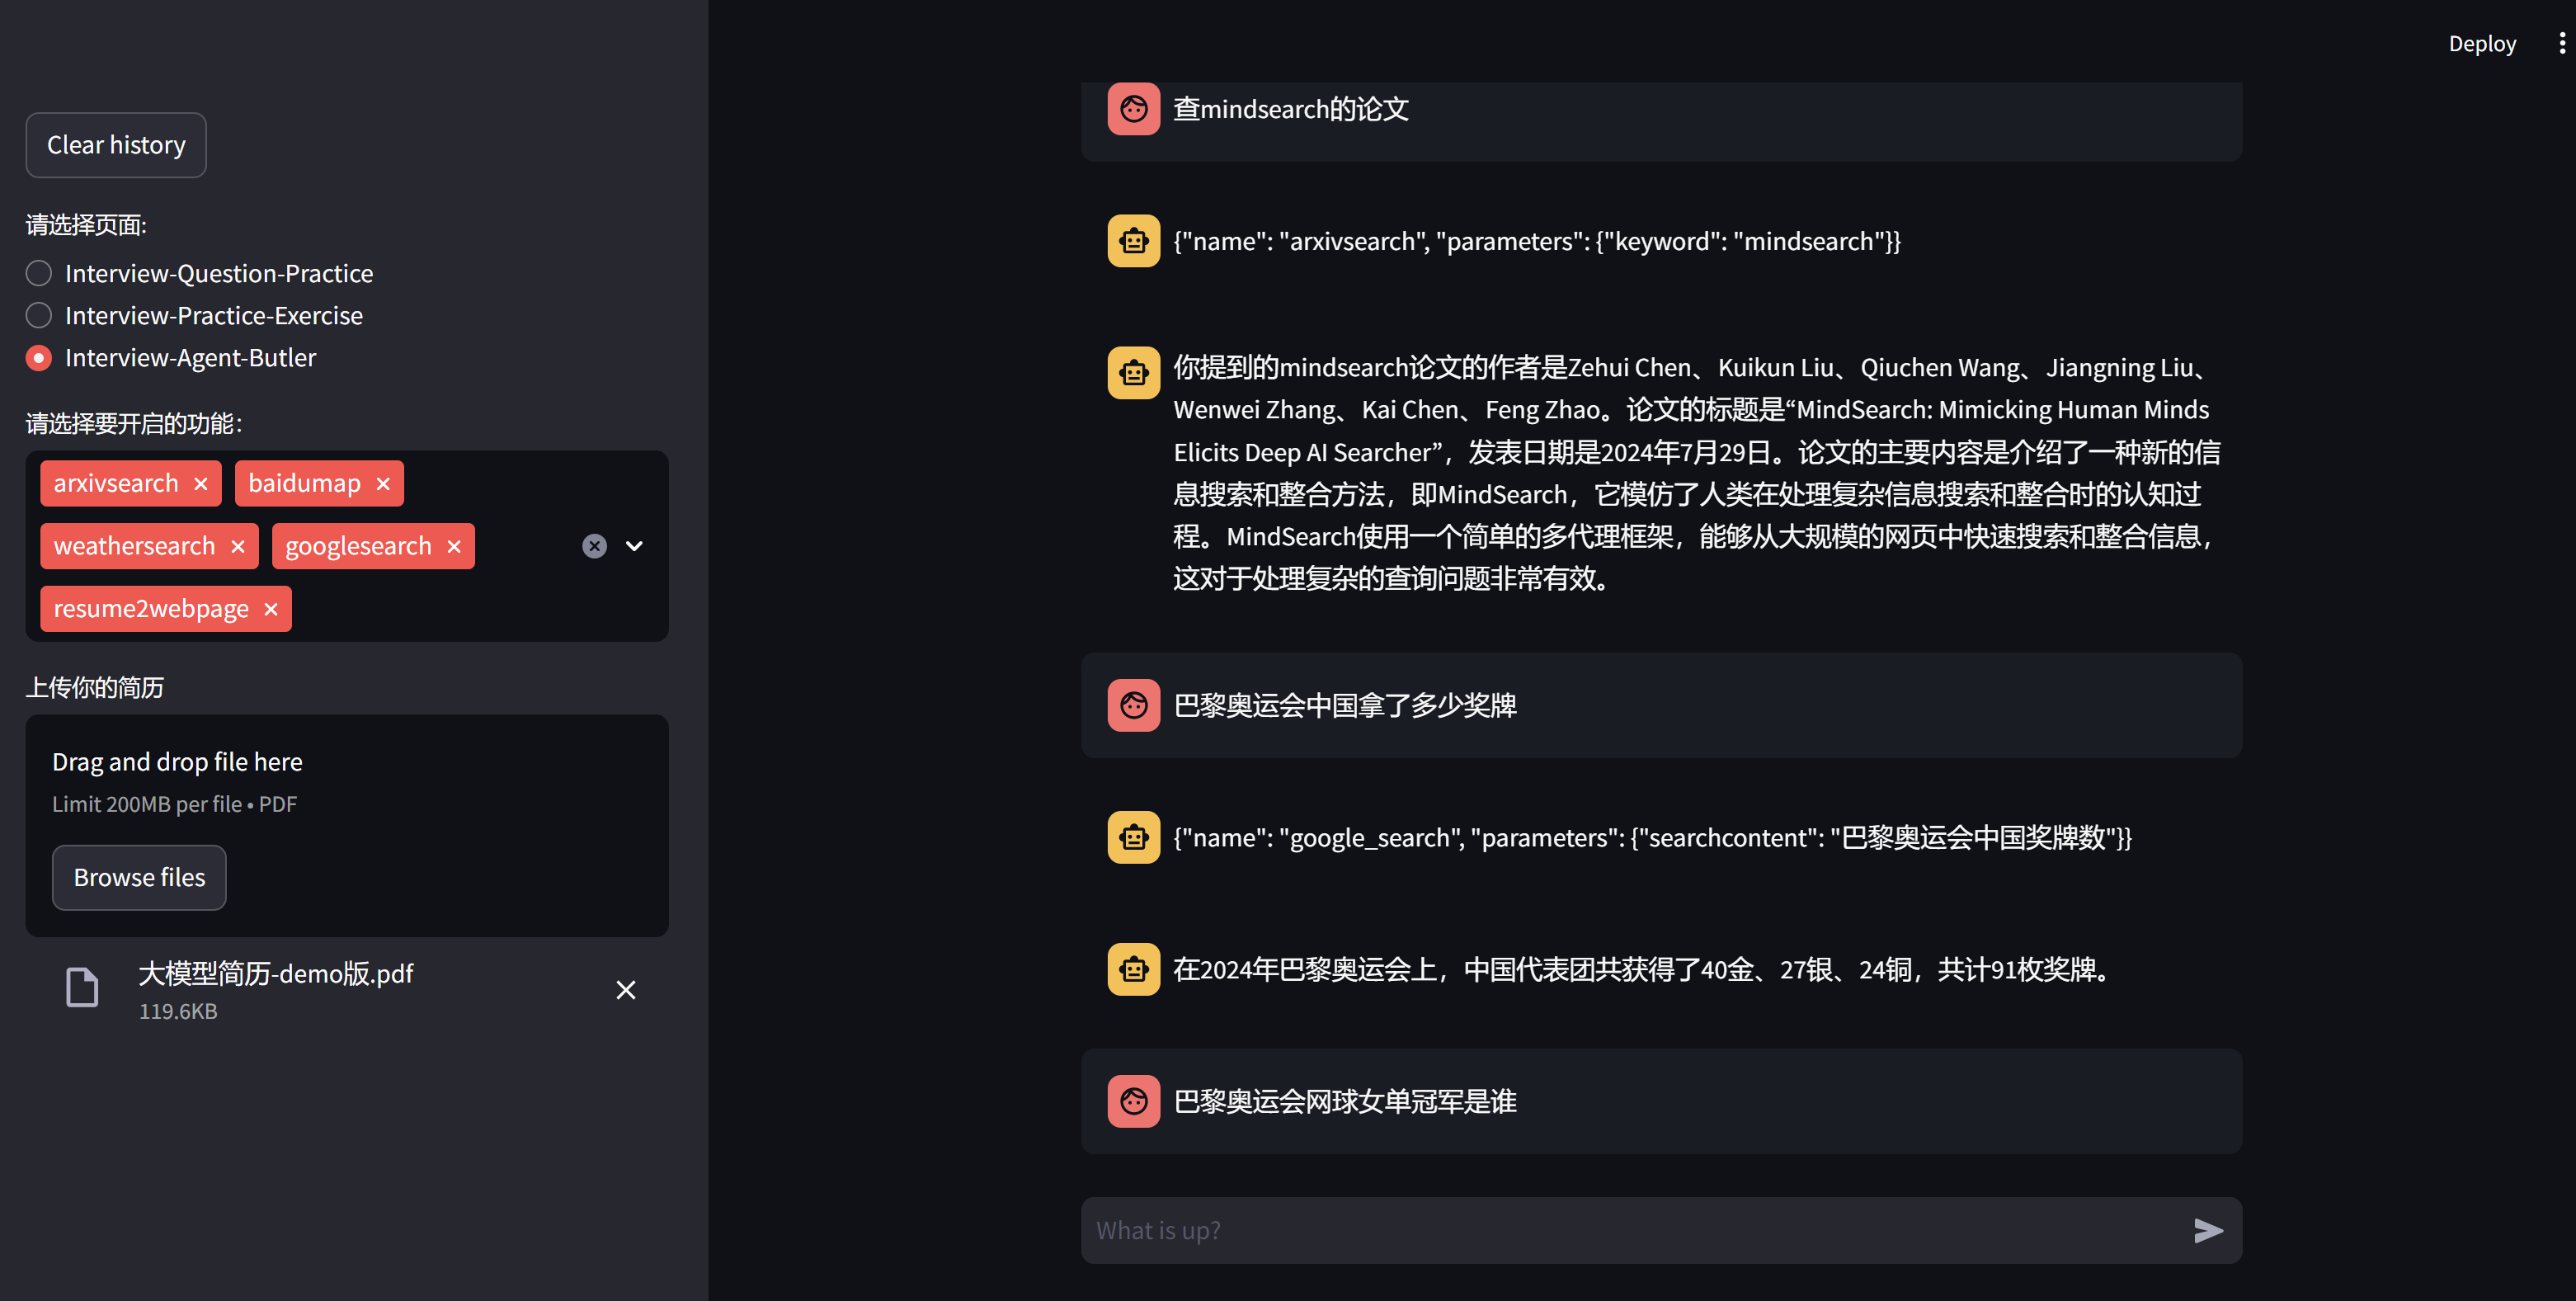 Deploy
Clear history
请选择页面:
Interview-Question-Practice
Interview-Practice-Exercise
Interview-Agent-Butler
请选择要开启的功能：
arxivsearch
baidumap
weathersearch
googlesearch
resume2webpage
上传你的简历
Drag and drop file here
Limit 200MB per file • PDF
Browse files
大模型简历-demo版.pdf
119.6KB
查mindsearch的论文
{"name": "arxivsearch", "parameters": {"keyword": "mindsearch"}}
你提到的mindsearch论文的作者是Zehui Chen、Kuikun Liu、Qiuchen Wang、Jiangning Liu、
Wenwei Zhang、Kai Chen、Feng Zhao。论文的标题是“MindSearch: Mimicking Human Minds
Elicits Deep AI Searcher”，发表日期是2024年7月29日。论文的主要内容是介绍了一种新的信
息搜索和整合方法，即MindSearch，它模仿了人类在处理复杂信息搜索和整合时的认知过
程。MindSearch使用一个简单的多代理框架，能够从大规模的网页中快速搜索和整合信息，
这对于处理复杂的查询问题非常有效。
巴黎奥运会中国拿了多少奖牌
{"name": "google_search", "parameters": {"searchcontent": "巴黎奥运会中国奖牌数"}}
在2024年巴黎奥运会上，中国代表团共获得了40金、27银、24铜，共计91枚奖牌。
巴黎奥运会网球女单冠军是谁
What is up?